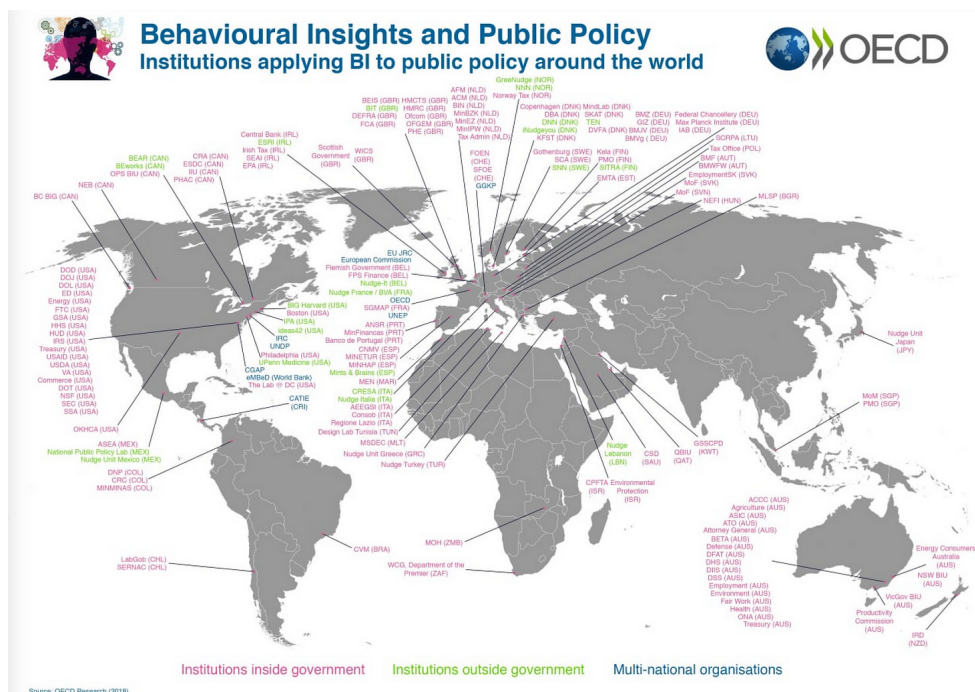 Behavioural Insights and Public Policy
Institutions applying BI to public policy around the world
OECD
GreeNudge (NOR)
NNN (NOR)
Norway Tax (NOR)
AFM (NLD)
ACM (NLD)
BIN (NLD)
MinBZK (NLD)
MinEZ (NLD)
MinIPW (NLD)
Tax Admin (NLD)
BEIS (GBR) HMCTS (GBR)
BIT (GBR) HMRC (GBR)
DEFRA (GBR) Ofcom (GBR)
FCA (GBR) OFGEM (GBR)
PHE (GBR)
Copenhagen (DNK) MindLab (DNK)
DBA (DNK) SKAT (DNK)
DNN (DNK) TEN
iNudgeyou (DNK) DVFA (DNK)
KFST (DNK)
BMZ (DEU)
GIZ (DEU)
BMJV (DEU)
BMVg ( DEU)
Federal Chancellery (DEU)
Max Planck Institute (DEU)
IAB (DEU)
SCRPA (LTU)
Tax Office (POL)
BMF (AUT)
BMWFW (AUT)
EmploymentSK (SVK)
MoF (SVK)
MoF (SVN)
NEFI (HUN)
MLSP (BGR)
Central Bank (IRL)
ESRI (IRL)
Irish Tax (IRL)
SEAI (IRL)
EPA (IRL)
Scottish
Government
(GBR)
WICS
(GBR)
FOEN
(CHE)
SFOE
(CHE)
GGKP
Gothenburg (SWE)
SCA (SWE)
SNN (SWE)
Kela (FIN)
PMO (FIN)
SITRA (FIN)
EMTA (EST)
BEAR (CAN)
BEworks (CAN)
OPS BIU (CAN)
CRA (CAN)
ESDC (CAN)
IIU (CAN)
PHAC (CAN)
NEB (CAN)
BC BIG (CAN)
DOD (USA)
DOJ (USA)
DOL (USA)
ED (USA)
Energy (USA)
FTC (USA)
GSA (USA)
HHS (USA)
HUD (USA)
IRS (USA)
Treasury (USA)
USAID (USA)
USDA (USA)
VA (USA)
Commerce (USA)
DOT (USA)
NSF (USA)
SEC (USA)
SSA (USA)
OKHCA (USA)
BIG Harvard (USA)
Boston (USA)
IPA (USA)
ideas42 (USA)
IRC
UNDP
Philadelphia (USA)
UPenn Medicine (USA)
CGAP
eMBeD (World Bank)
The Lab @ DC (USA)
CATIE
(CRI)
ASEA (MEX)
National Public Policy Lab (MEX)
Nudge Unit Mexico (MEX)
DNP (COL)
CRC (COL)
MINMINAS (COL)
LabGob (CHL)
SERNAC (CHL)
CVM (BRA)
EU JRC
European Commission
Flemish Government (BEL)
FPS Finance (BEL)
Nudge-It (BEL)
Nudge France / BVA (FRA)
OECD
SGMAP (FRA)
UNEP
ANSR (PRT)
MinFinances (PRT)
Banco de Portugal (PRT)
CNMV (ESP)
MINETUR (ESP)
MINHAP (ESP)
Mints & Brains (ESP)
MEN (MAR)
CRESA (ITA)
Nudge Italia (ITA)
AEEGSI (ITA)
Consob (ITA)
Regione Lazio (ITA)
Design Lab Tunisia (TUN)
MSDEC (MLT)
Nudge Unit Greece (GRC)
Nudge Turkey (TUR)
CPFTA
(ISR)
Environmental
Protection
(ISR)
Nudge
Lebanon
(LBN)
CSD
(SAU)
QBIU
(QAT)
GSSCPD
(KWT)
MOH (ZMB)
WCG, Department of the
Premier (ZAF)
Nudge Unit
Japan
(JPY)
MoM (SGP)
PMO (SGP)
ACCC (AUS)
Agriculture (AUS)
ASIC (AUS)
ATO (AUS)
Attorney General (AUS)
BETA (AUS)
Defense (AUS)
DFAT (AUS)
DHS (AUS)
DIIS (AUS)
DSS (AUS)
Employment (AUS)
Environment (AUS)
Fair Work (AUS)
Health (AUS)
ONA (AUS)
Treasury (AUS)
Energy Consumers
Australia
(AUS)
NSW BIU
(AUS)
VicGov BIU
(AUS)
Productivity
Commission
(AUS)
IRD
(NZD)
Institutions inside government
Institutions outside government
Multi-national organisations
Source: OECD Research (2018)